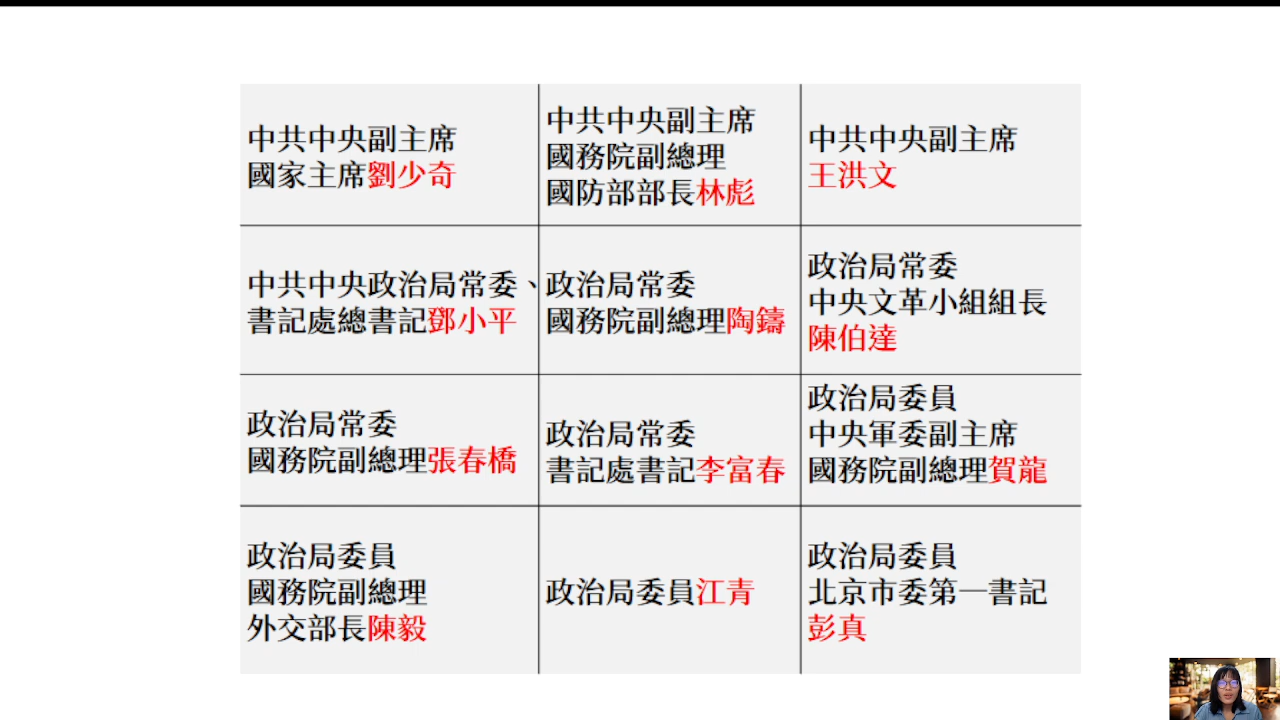 中共中央副主席
國家主席劉少奇
中共中央副主席
國務院副總理
國防部部長林彪
中共中央副主席
王洪文
中共中央政治局常委、
書記處總書記鄧小平
政治局常委
國務院副總理陶鑄
政治局常委
中央文革小組組長
陳伯達
政治局常委
國務院副總理張春橋
政治局常委
書記處書記李富春
政治局委員
中央軍委副主席
國務院副總理賀龍
政治局委員
國務院副總理
外交部長陳毅
政治局委員江青
政治局委員
北京市委第一書記
彭真